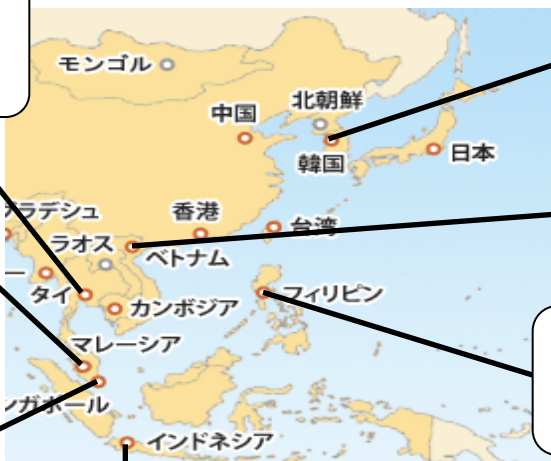 モンゴル
北朝鮮
中国
日本
韓国
ラデシュ
香港
台湾
ラオス
ベトナム
タイ
フィリピン
カンボジア
マレーシア
ンガポール
インドネシア